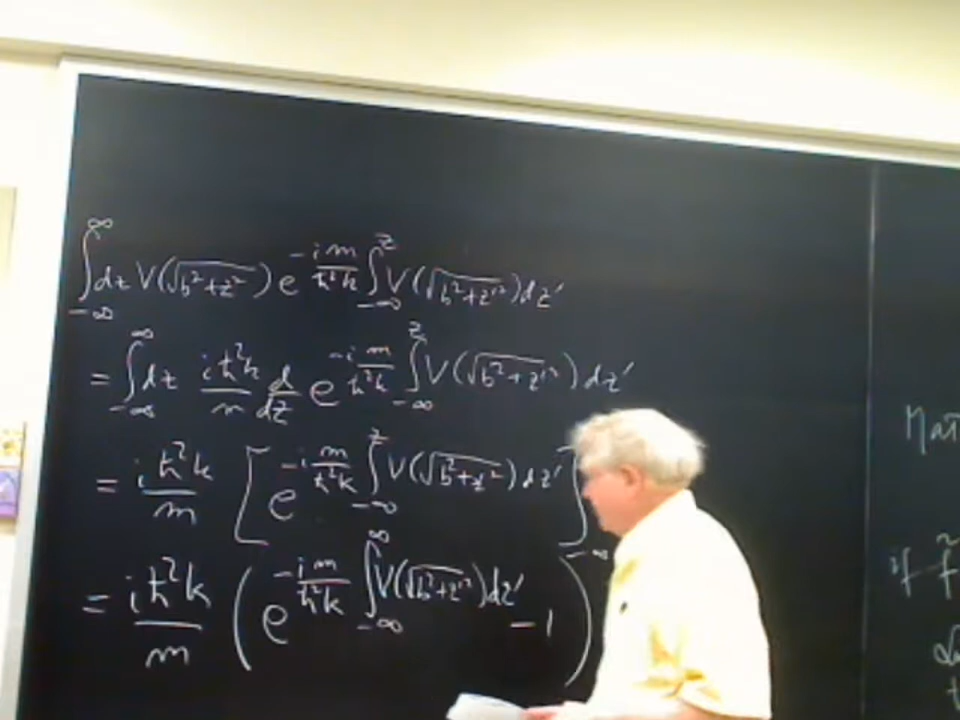 ∫_{-∞}^{∞} dz V(√(b²+z²)) e^{-i m/(ħ²k) ∫_{-∞}^{z} V(√(b²+z'²)) dz'}
= ∫_{-∞}^{∞} dz iħ²k/m d/dz e^{-i m/(ħ²k) ∫_{-∞}^{z} V(√(b²+z'²)) dz'}
= iħ²k/m [e^{-i m/(ħ²k) ∫_{-∞}^{z} V(√(b²+z'²)) dz'}]_{-∞}
= iħ²k/m (e^{-i m/(ħ²k) ∫_{-∞}^{∞} V(√(b²+z'²)) dz'} - 1)
if